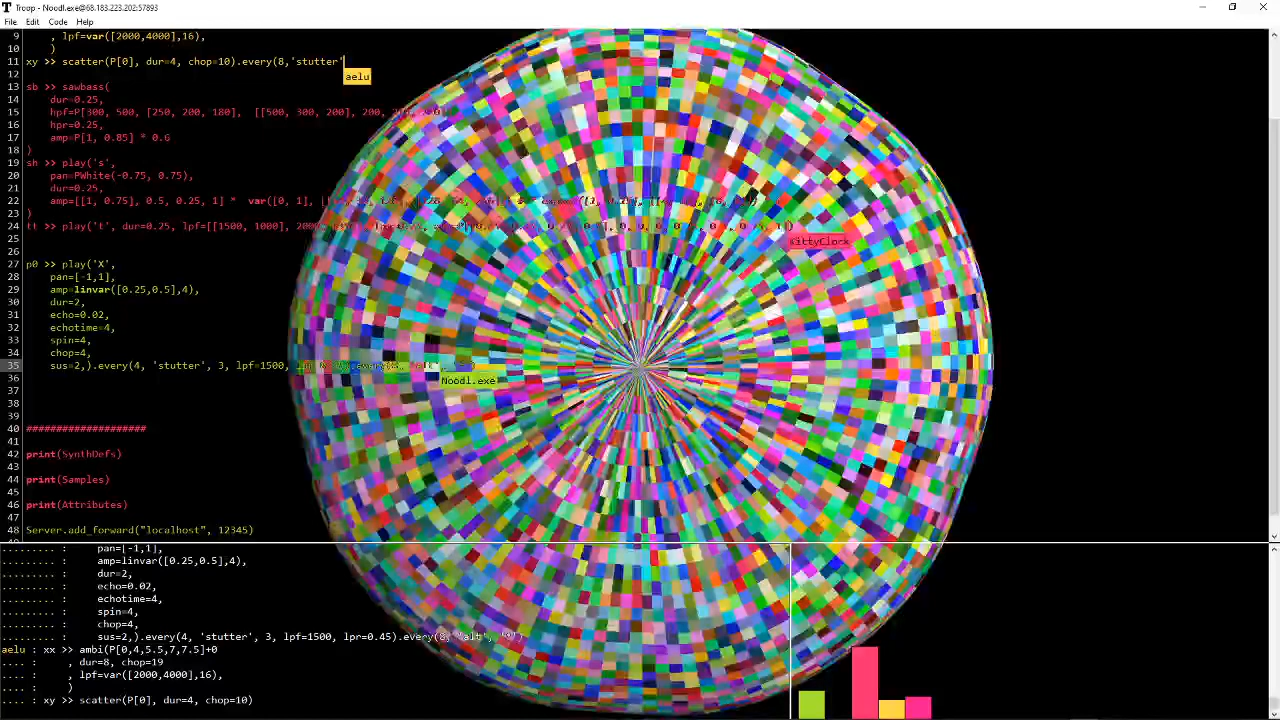 Troop - Noodl.exe@68.183.223.202:57893
File Edit Code Help
9 , lpf=var([2000,4000],16),
10 )
11 xy >> scatter(P[0], dur=4, chop=10).every(8,'stutter'
aelu
12
13 sb >> sawbass(
14 dur=0.25,
15 hpf=P[300, 500, [250, 200, 180], [[500, 300, 200], 200,
16 hpr=0.25,
17 amp=P[1, 0.85] * 0.6
18 )
19 sh >> play('s',
20 pan=PWhite(-0.75, 0.75),
21 dur=0.25,
22 amp=[[1, 0.75], 0.5, 0.25, 1] * var([0, 1],
23 )
24 tt >> play('t', dur=0.25, lpf=[[1500, 1000],
KittyClock
25
26
27 p0 >> play('X',
28 pan=[-1,1],
29 amp=linvar([0.25,0.5],4),
30 dur=2,
31 echo=0.02,
32 echotime=4,
33 spin=4,
34 chop=4,
35 sus=2,).every(4, 'stutter', 3, lpf=1500,
36 Noodl.exe
37
38
39
40 ####################
41
42 print(SynthDefs)
43
44 print(Samples)
45
46 print(Attributes)
47
48 Server.add_forward("localhost", 12345)
......... : pan=[-1,1],
......... : amp=linvar([0.25,0.5],4),
......... : dur=2,
......... : echo=0.02,
......... : echotime=4,
......... : spin=4,
......... : chop=4,
......... : sus=2,).every(4, 'stutter', 3, lpf=1500, lpr=0.45).every(8,
aelu : xx >> ambi(P[0,4,5.5,7,7.5]+0
.... : , dur=8, chop=19
.... : , lpf=var([2000,4000],16),
.... : )
.... : xy >> scatter(P[0], dur=4, chop=10)